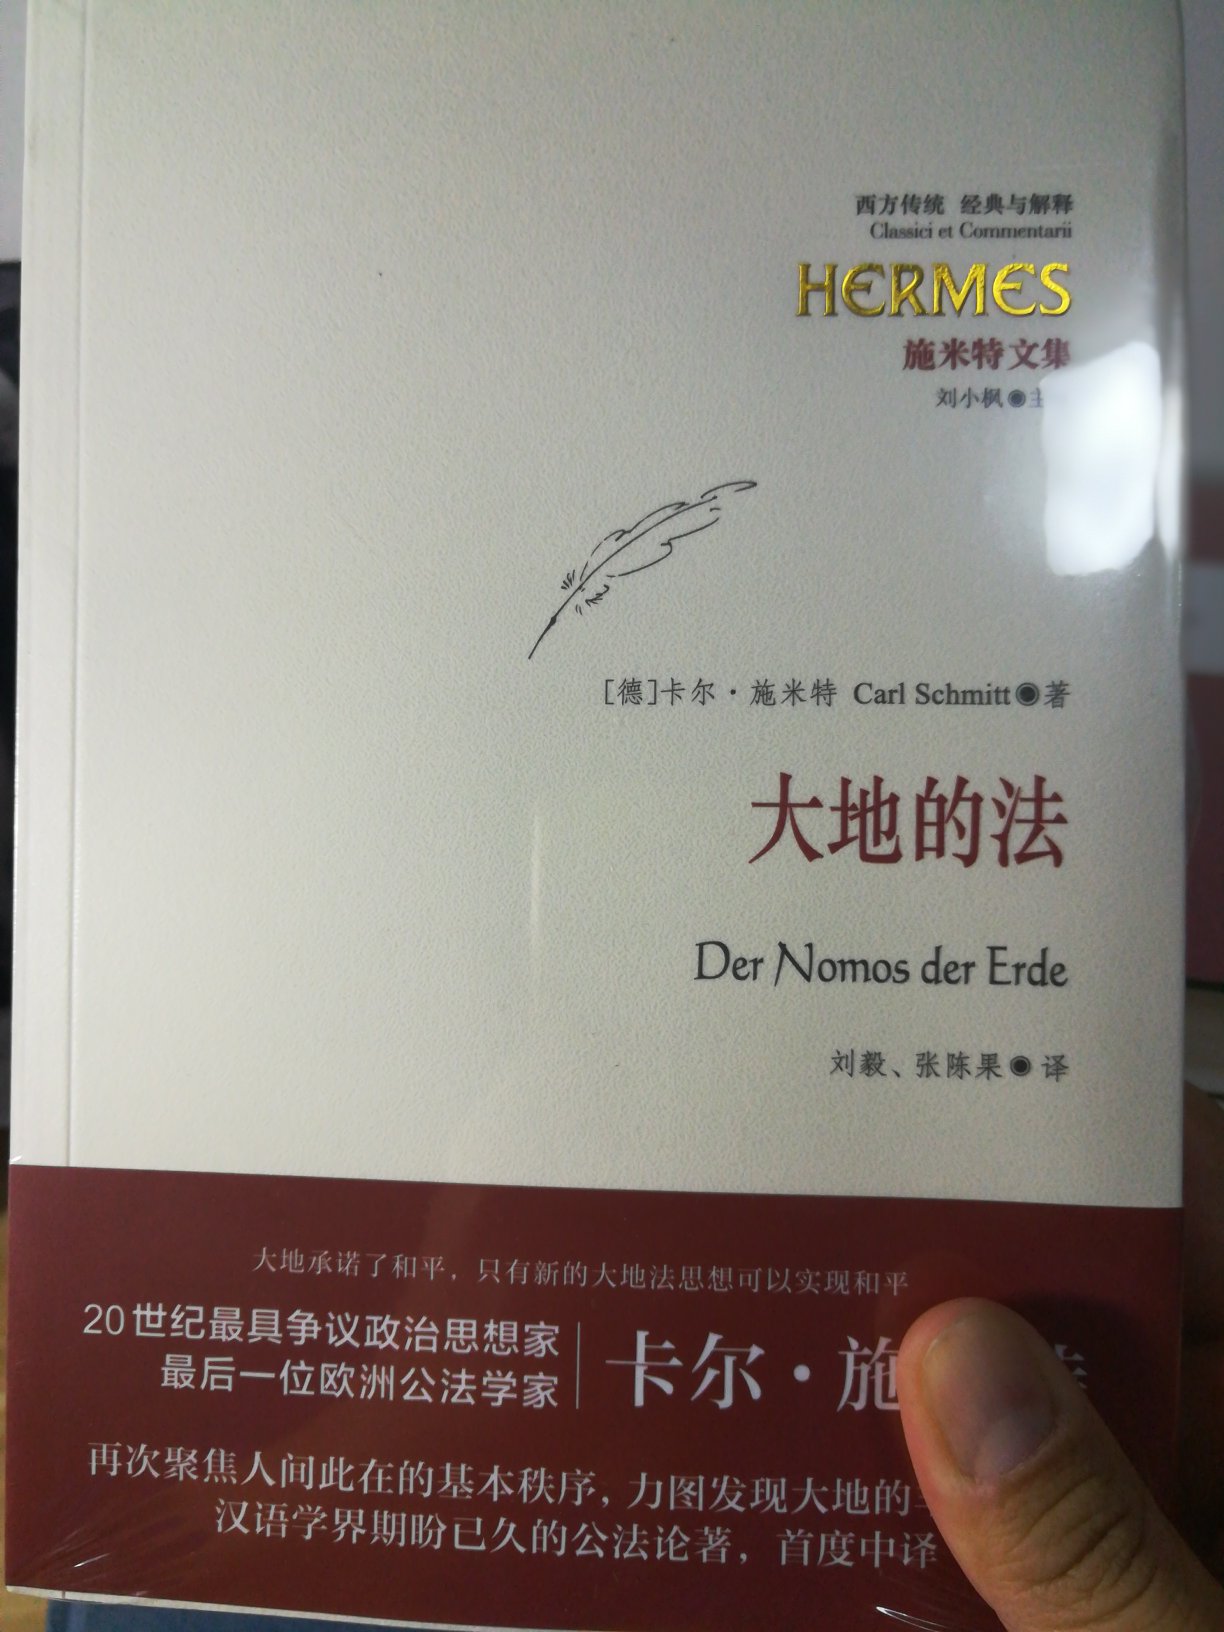 西方传统 经典与解释
Classici et Commentarii
HERMES
施米特文集
刘小枫◉主
[德]卡尔·施米特 Carl Schmitt◉著
大地的法
Der Nomos der Erde
刘毅、张陈果◉译
大地承诺了和平，只有新的大地法思想可以实现和平
20世纪最具争议政治思想家
最后一位欧洲公法学家
卡尔·施
再次聚焦人间此在的基本秩序，力图发现大地的
汉语学界期盼已久的公法论著，首度中译